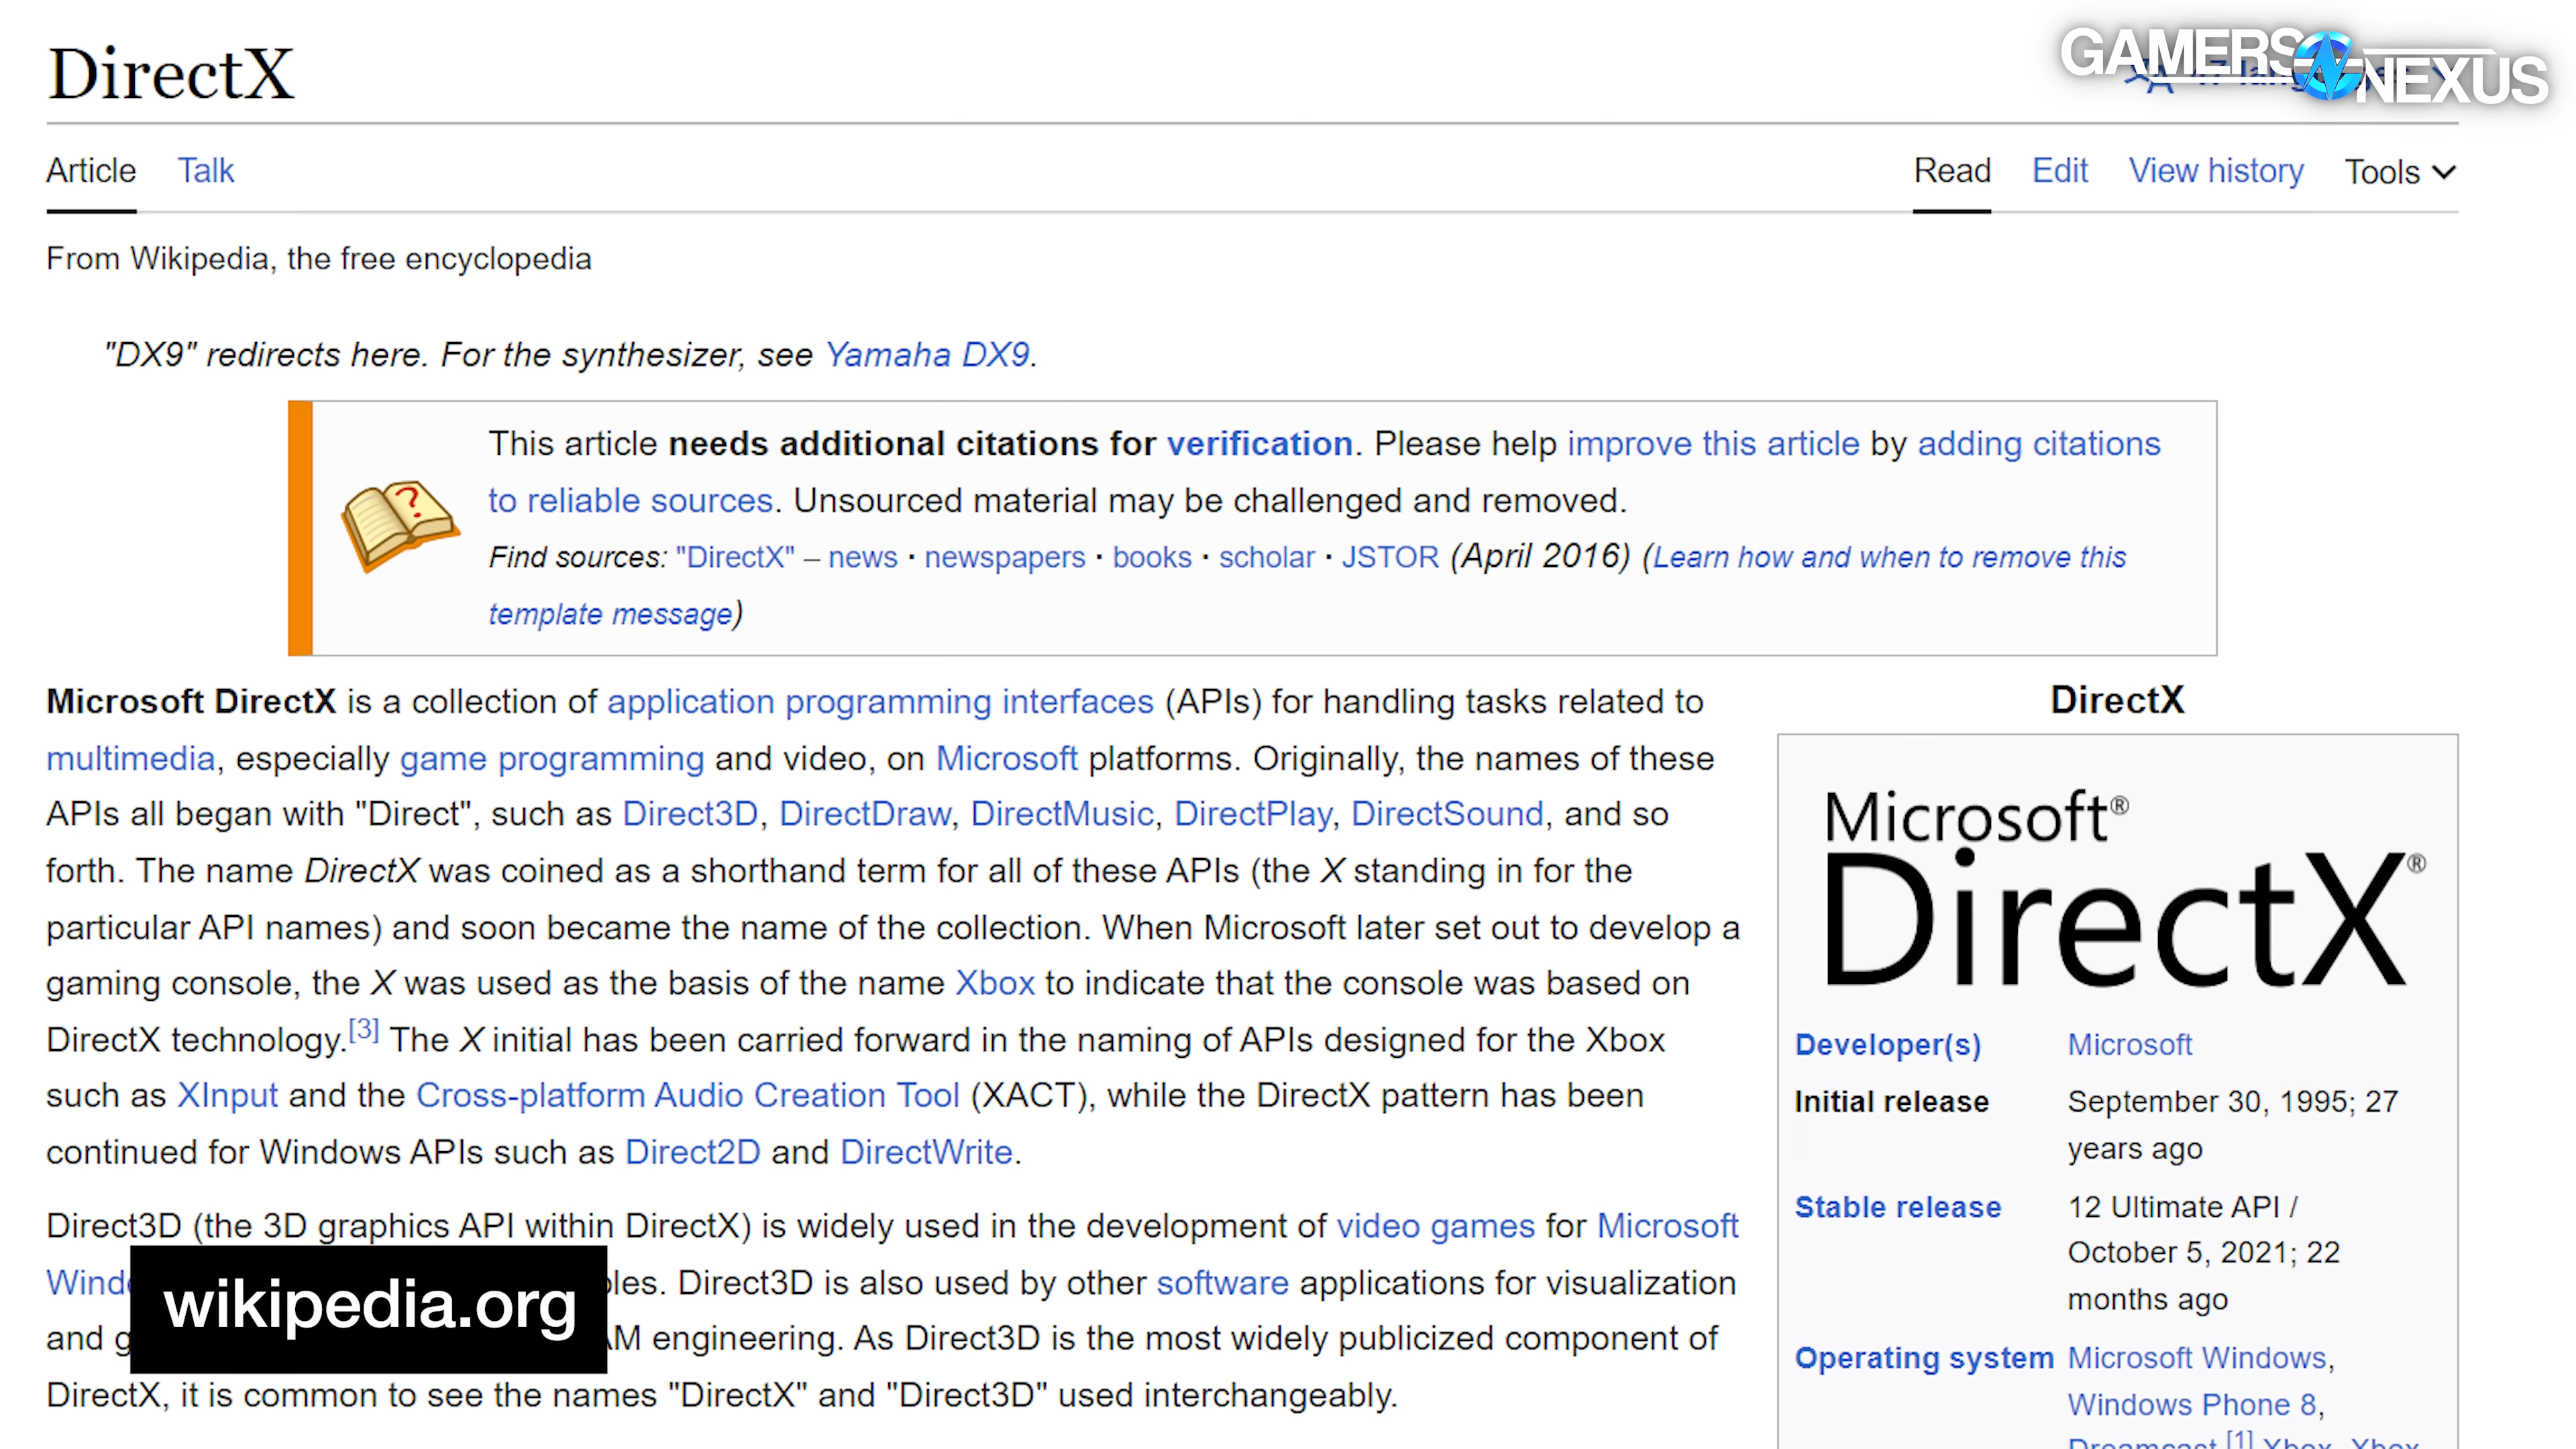 DirectX
GAMERS NEXUS
Article Talk
Read Edit View history Tools
From Wikipedia, the free encyclopedia
"DX9" redirects here. For the synthesizer, see Yamaha DX9.
This article needs additional citations for verification. Please help improve this article by adding citations
to reliable sources. Unsourced material may be challenged and removed.
Find sources: "DirectX" – news · newspapers · books · scholar · JSTOR (April 2016) (Learn how and when to remove this
template message)
Microsoft DirectX is a collection of application programming interfaces (APIs) for handling tasks related to
multimedia, especially game programming and video, on Microsoft platforms. Originally, the names of these
APIs all began with "Direct", such as Direct3D, DirectDraw, DirectMusic, DirectPlay, DirectSound, and so
forth. The name DirectX was coined as a shorthand term for all of these APIs (the X standing in for the
particular API names) and soon became the name of the collection. When Microsoft later set out to develop a
gaming console, the X was used as the basis of the name Xbox to indicate that the console was based on
DirectX technology.[3] The X initial has been carried forward in the naming of APIs designed for the Xbox
such as XInput and the Cross-platform Audio Creation Tool (XACT), while the DirectX pattern has been
continued for Windows APIs such as Direct2D and DirectWrite.
Direct3D (the 3D graphics API within DirectX) is widely used in the development of video games for Microsoft
Direct3D is also used by other software applications for visualization
and engineering. As Direct3D is the most widely publicized component of
DirectX, it is common to see the names "DirectX" and "Direct3D" used interchangeably.
wikipedia.org
DirectX
Microsoft®
DirectX®
Developer(s) Microsoft
Initial release September 30, 1995; 27
years ago
Stable release 12 Ultimate API /
October 5, 2021; 22
months ago
Operating system Microsoft Windows,
Windows Phone 8,